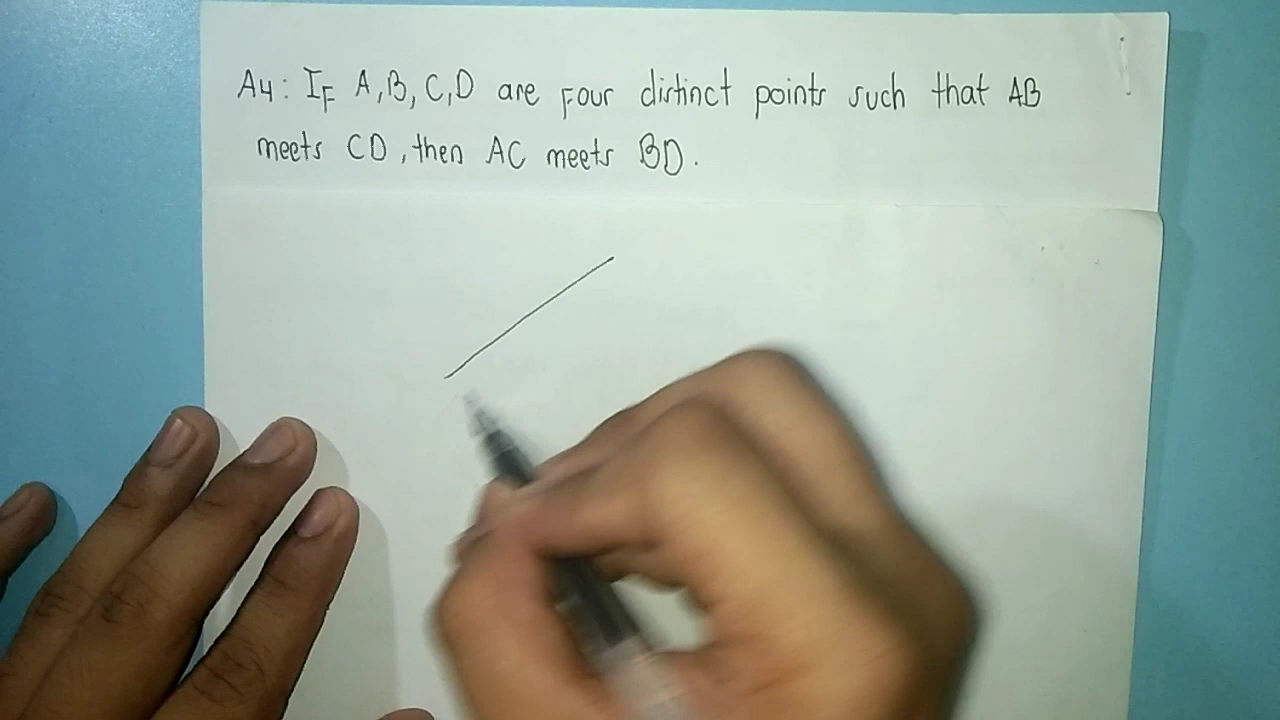 A4: If A,B,C,D are four distinct points such that AB
meets CD, then AC meets BD.